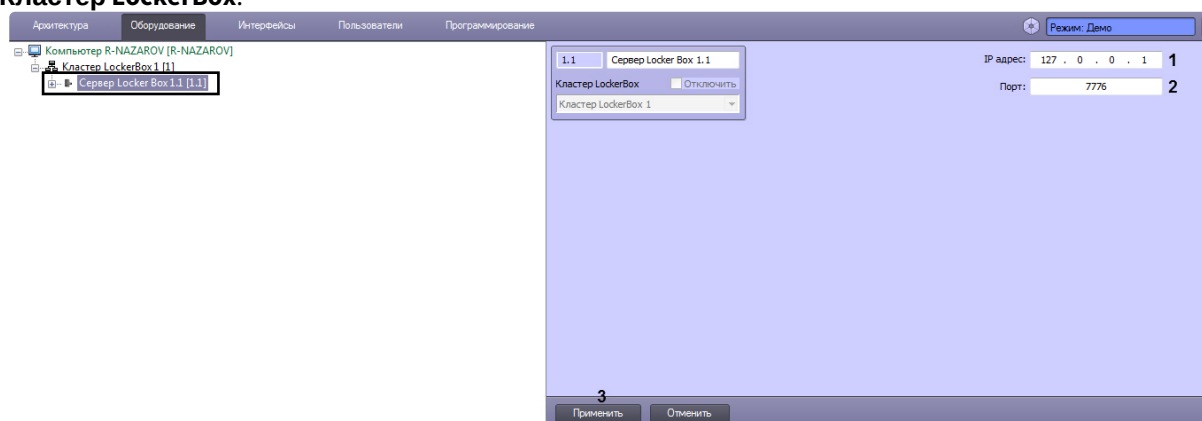 Кластер LockerBox.
Архитектура Оборудование Интерфейсы Пользователи Программирование Режим: Демо
Компьютер R-NAZAROV [R-NAZAROV]
Кластер LockerBox 1 [1]
Сервер Locker Box 1.1 [1.1]
1.1 Сервер Locker Box 1.1
Кластер LockerBox Отключить
Кластер LockerBox 1
IP адрес: 127 . 0 . 0 . 1 1
Порт: 7776 2
3
Применить Отменить